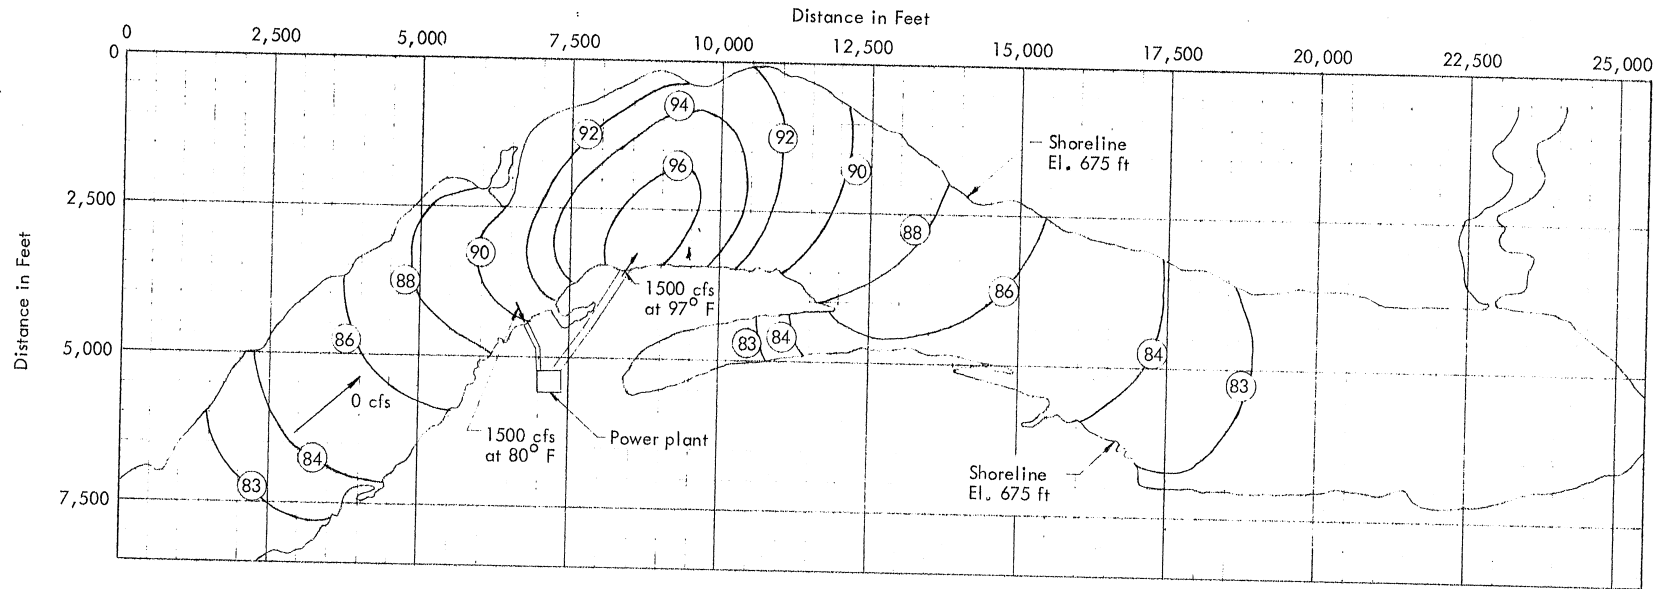 Distance in Feet
0 2,500 5,000 7,500 10,000 12,500 15,000 17,500 20,000 22,500 25,000
0
94
92
92
Shoreline
El. 675 ft
96
90
2,500
88
90
88
1500 cfs
at 97° F
86
86
83
84
5,000
84
83
0 cfs
1500 cfs
at 80° F
Power plant
84
Shoreline
El. 675 ft
83
7,500
Distance in Feet